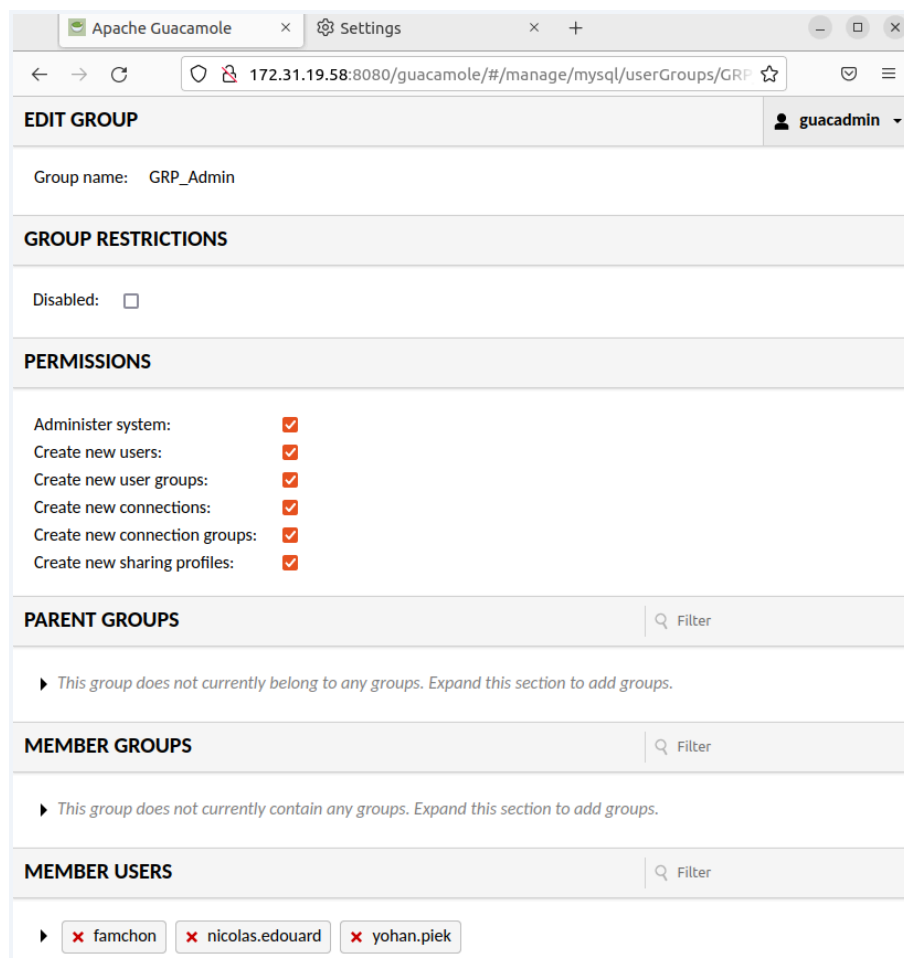 Apache Guacamole Settings
172.31.19.58:8080/guacamole/#/manage/mysql/userGroups/GRP
EDIT GROUP guacadmin
Group name: GRP_Admin
GROUP RESTRICTIONS
Disabled:
PERMISSIONS
Administer system:
Create new users:
Create new user groups:
Create new connections:
Create new connection groups:
Create new sharing profiles:
PARENT GROUPS Filter
This group does not currently belong to any groups. Expand this section to add groups.
MEMBER GROUPS Filter
This group does not currently contain any groups. Expand this section to add groups.
MEMBER USERS Filter
famchon nicolas.edouard yohan.piek